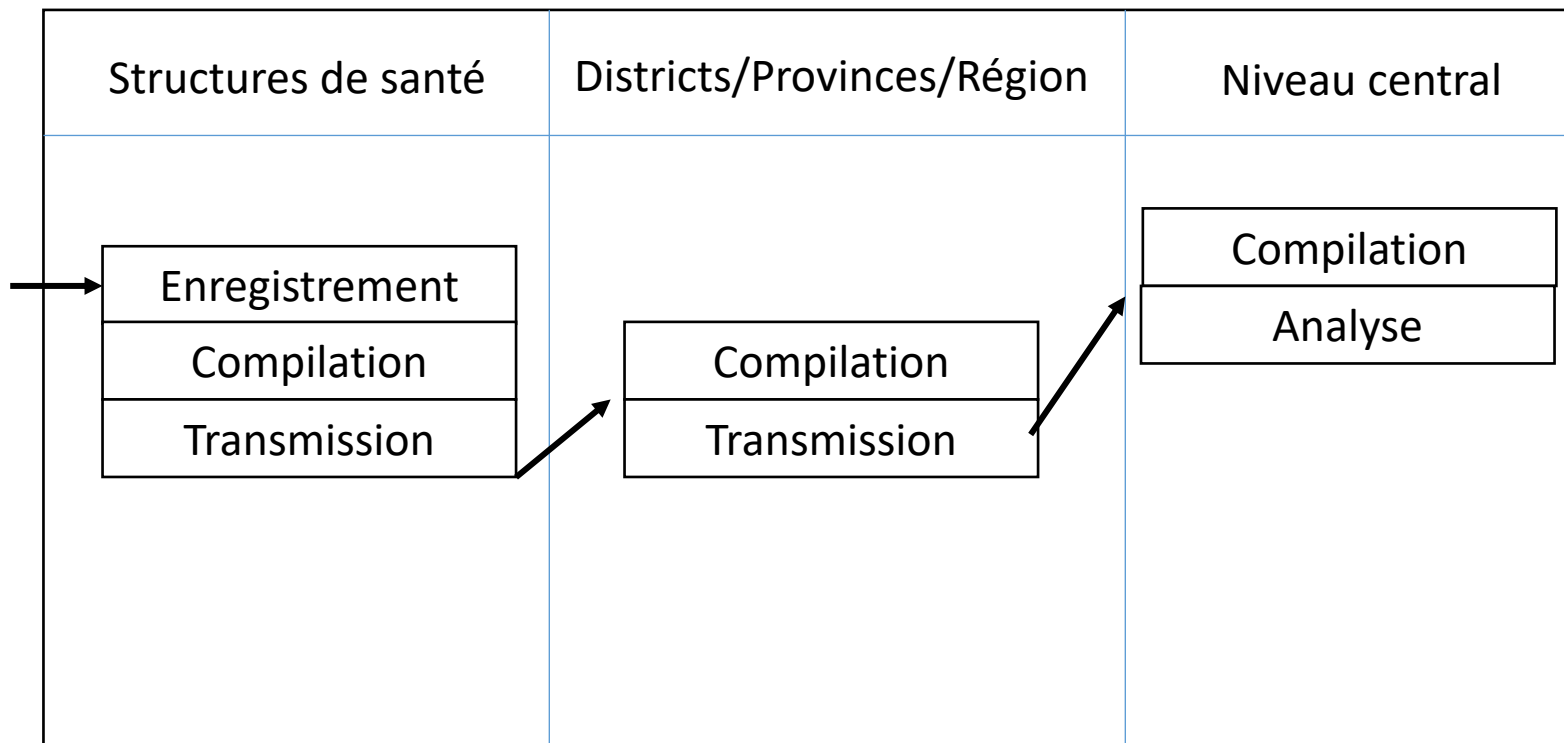 Structures de santé
Districts/Provinces/Région
Niveau central
Enregistrement
Compilation
Transmission
Compilation
Transmission
Compilation
Analyse